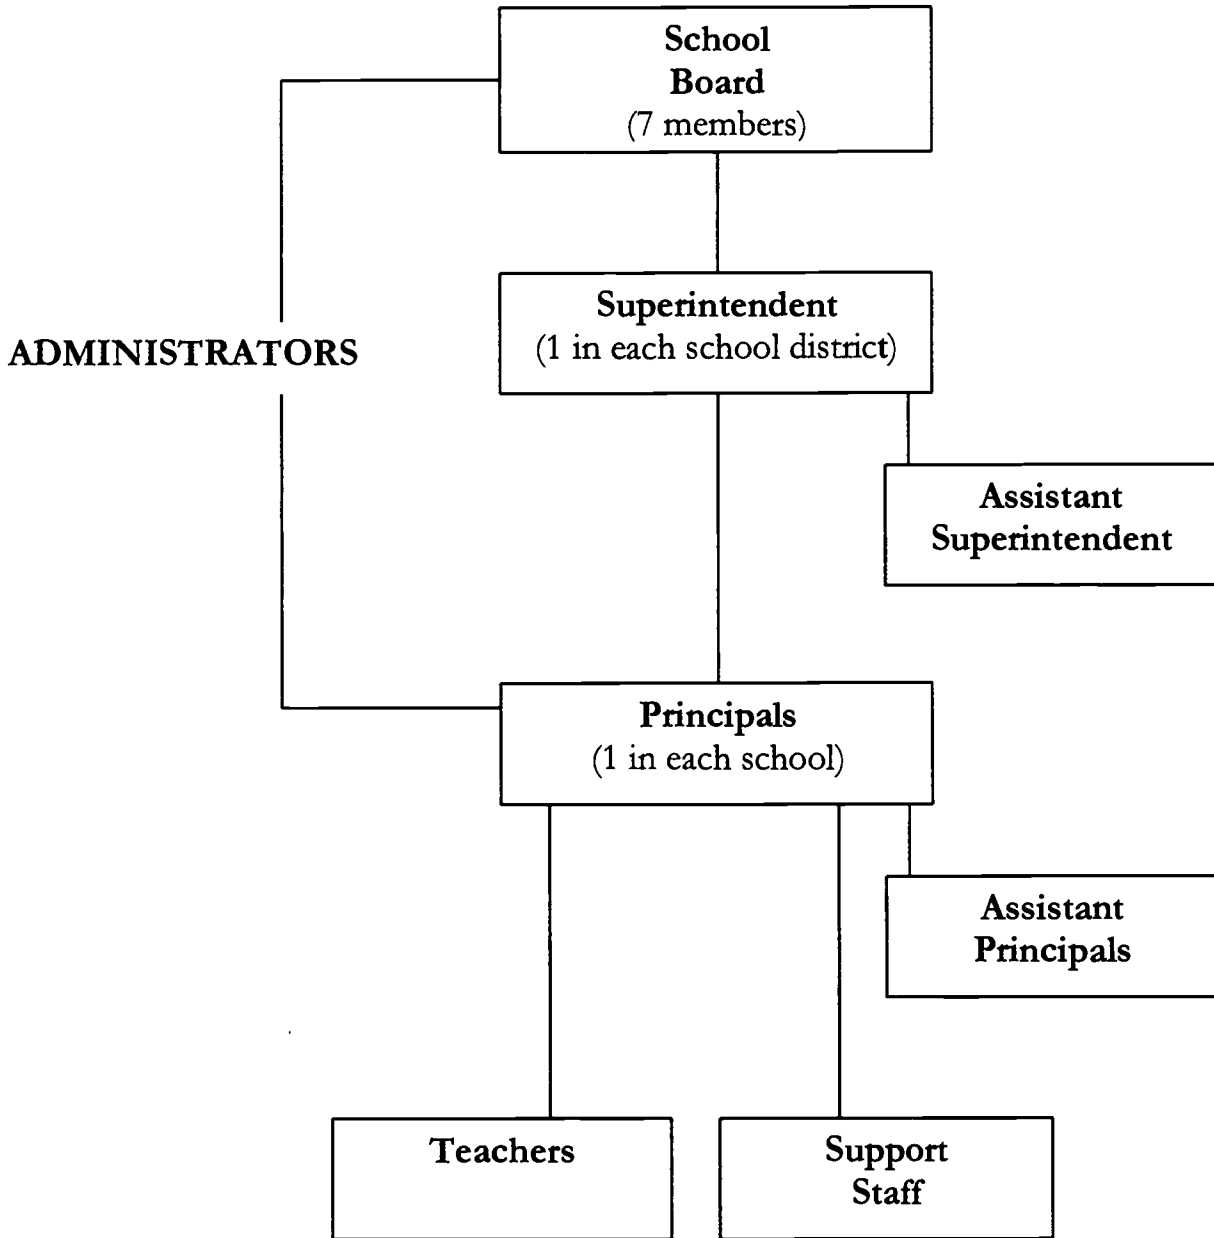 School
Board
(7 members)
Superintendent
(1 in each school district)
ADMINISTRATORS
Assistant
Superintendent
Principals
(1 in each school)
Assistant
Principals
Teachers
Support
Staff